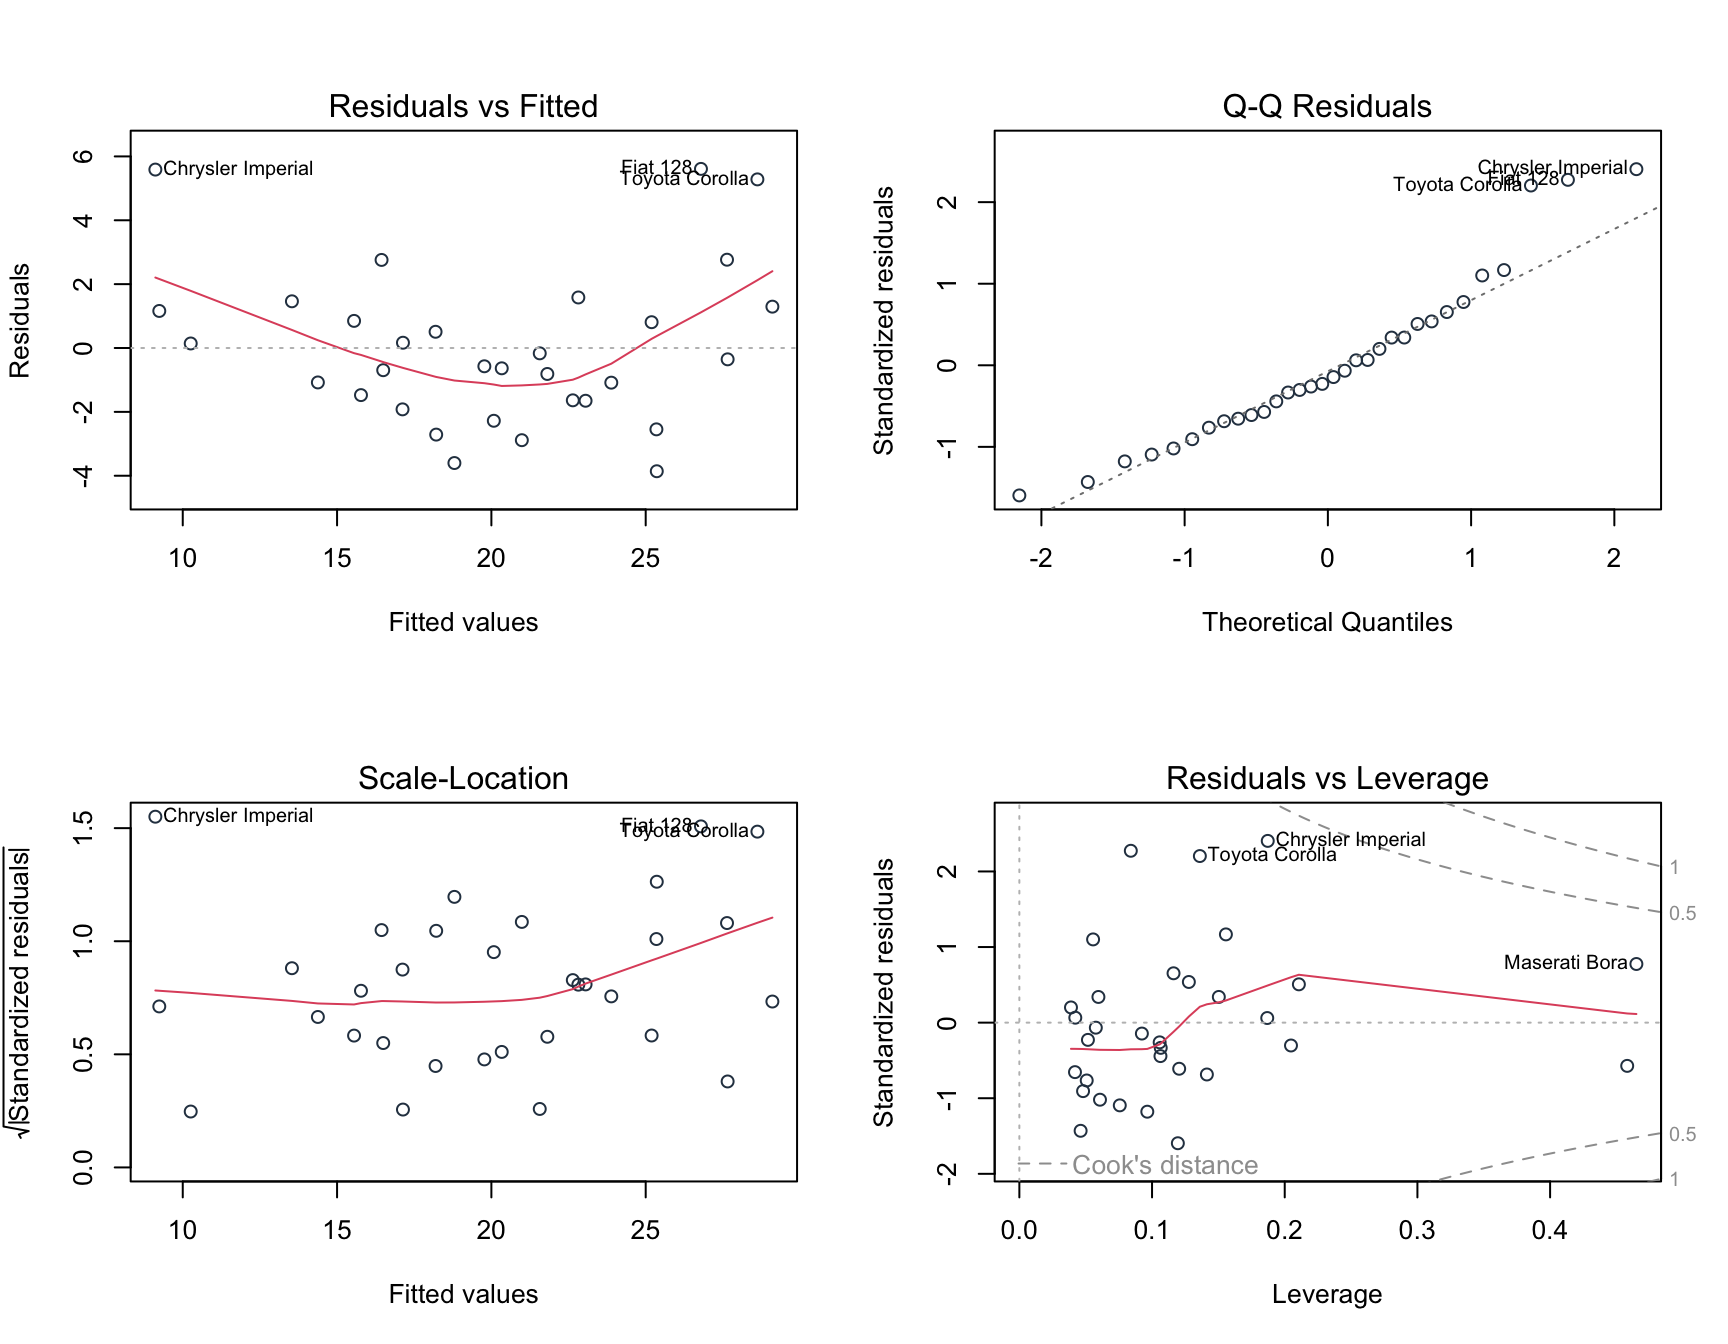 Residuals vs Fitted
Residuals
6
4
2
0
-2
-4
Chrysler Imperial
Fiat 128
Toyota Corolla
10 15 20 25
Fitted values
Q-Q Residuals
Standardized residuals
2
1
0
-1
Chrysler Imperial
Fiat 128
Toyota Corolla
-2 -1 0 1 2
Theoretical Quantiles
Scale-Location
√|Standardized residuals|
1.5
1.0
0.5
0.0
Chrysler Imperial
Fiat 128
Toyota Corolla
10 15 20 25
Fitted values
Residuals vs Leverage
Standardized residuals
2
1
0
-1
-2
Chrysler Imperial
Toyota Corolla
1
0.5
Maserati Bora
0.5
Cook's distance
1
0.0 0.1 0.2 0.3 0.4
Leverage